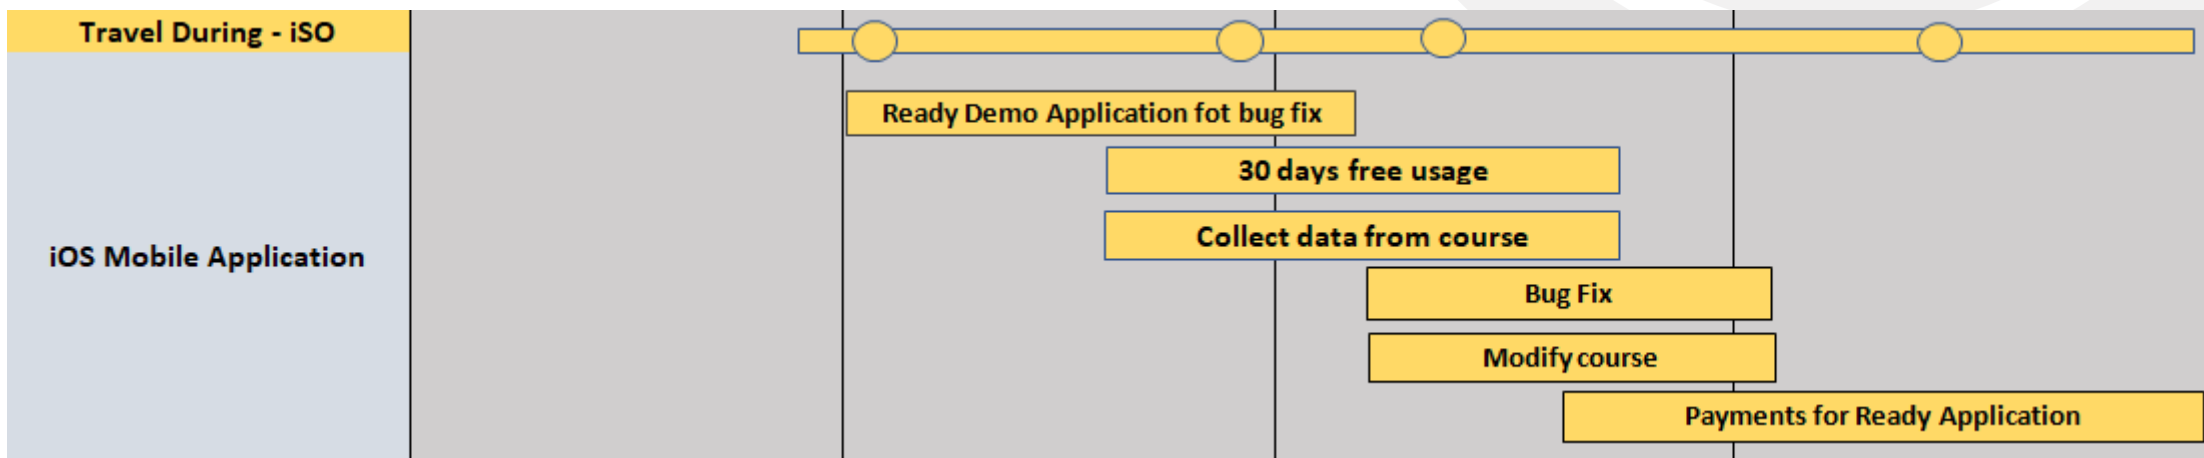 Travel During - iSO
Ready Demo Application fot bug fix
30 days free usage
Collect data from course
iOS Mobile Application
Bug Fix
Modify course
Payments for Ready Application